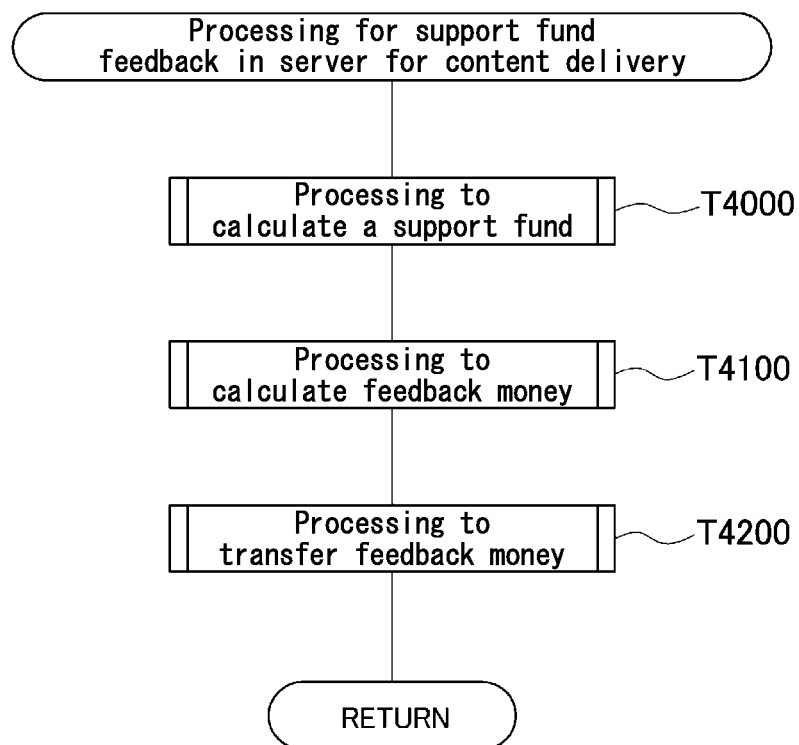 Processing for support fund
feedback in server for content delivery
Processing to
calculate a support fund
T4000
Processing to
calculate feedback money
T4100
Processing to
transfer feedback money
T4200
RETURN